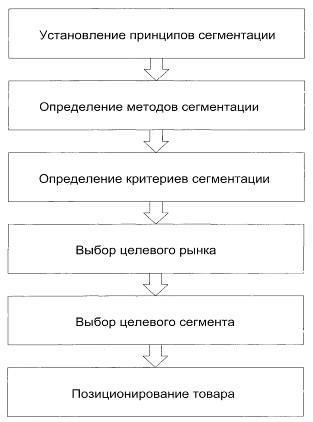 Установление принципов сегментации
Определение методов сегментации
Определение критериев сегментации
Выбор целевого рынка
Выбор целевого сегмента
Позиционирование товара